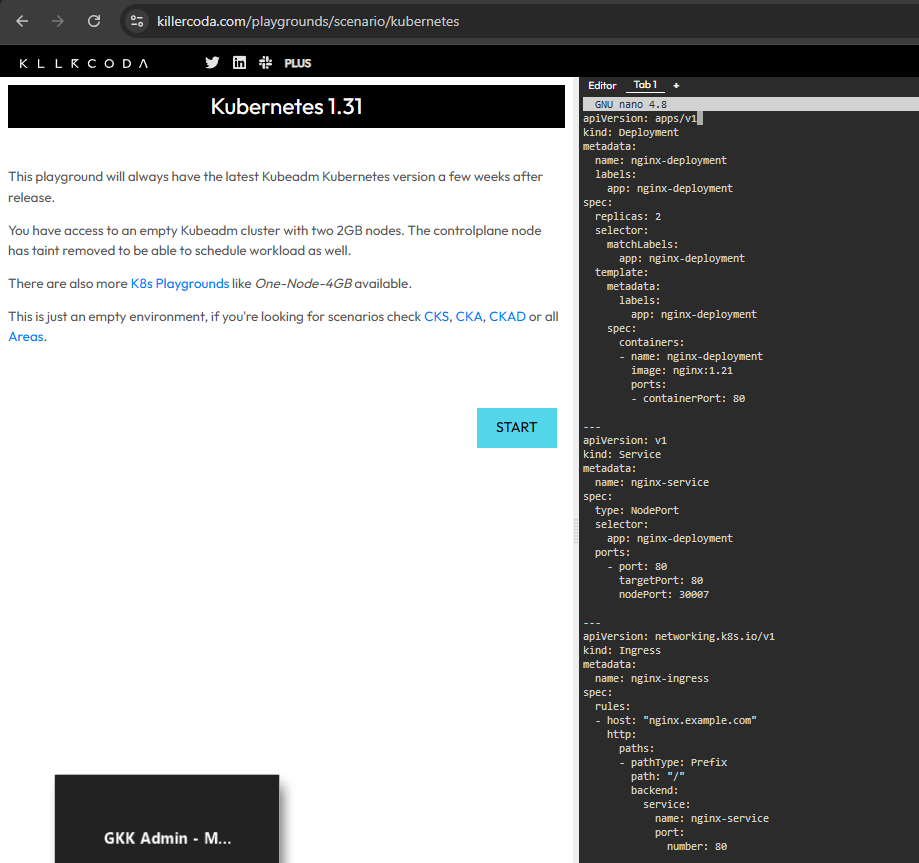 killercoda.com/playgrounds/scenario/kubernetes
KLLRCODA PLUS
Kubernetes 1.31
This playground will always have the latest Kubeadm Kubernetes version a few weeks after
release.
You have access to an empty Kubeadm cluster with two 2GB nodes. The controlplane node
has taint removed to be able to schedule workload as well.
There are also more K8s Playgrounds like One-Node-4GB available.
This is just an empty environment, if you're looking for scenarios check CKS, CKA, CKAD or all
Areas.
START
GKK Admin - M...
Editor Tab 1 +
GNU nano 4.8
apiVersion: apps/v1
kind: Deployment
metadata:
  name: nginx-deployment
  labels:
    app: nginx-deployment
spec:
  replicas: 2
  selector:
    matchLabels:
      app: nginx-deployment
  template:
    metadata:
      labels:
        app: nginx-deployment
    spec:
      containers:
      - name: nginx-deployment
        image: nginx:1.21
        ports:
        - containerPort: 80
---
apiVersion: v1
kind: Service
metadata:
  name: nginx-service
spec:
  type: NodePort
  selector:
    app: nginx-deployment
  ports:
    - port: 80
      targetPort: 80
      nodePort: 30007
---
apiVersion: networking.k8s.io/v1
kind: Ingress
metadata:
  name: nginx-ingress
spec:
  rules:
  - host: "nginx.example.com"
    http:
      paths:
      - pathType: Prefix
        path: "/"
        backend:
          service:
            name: nginx-service
            port:
              number: 80